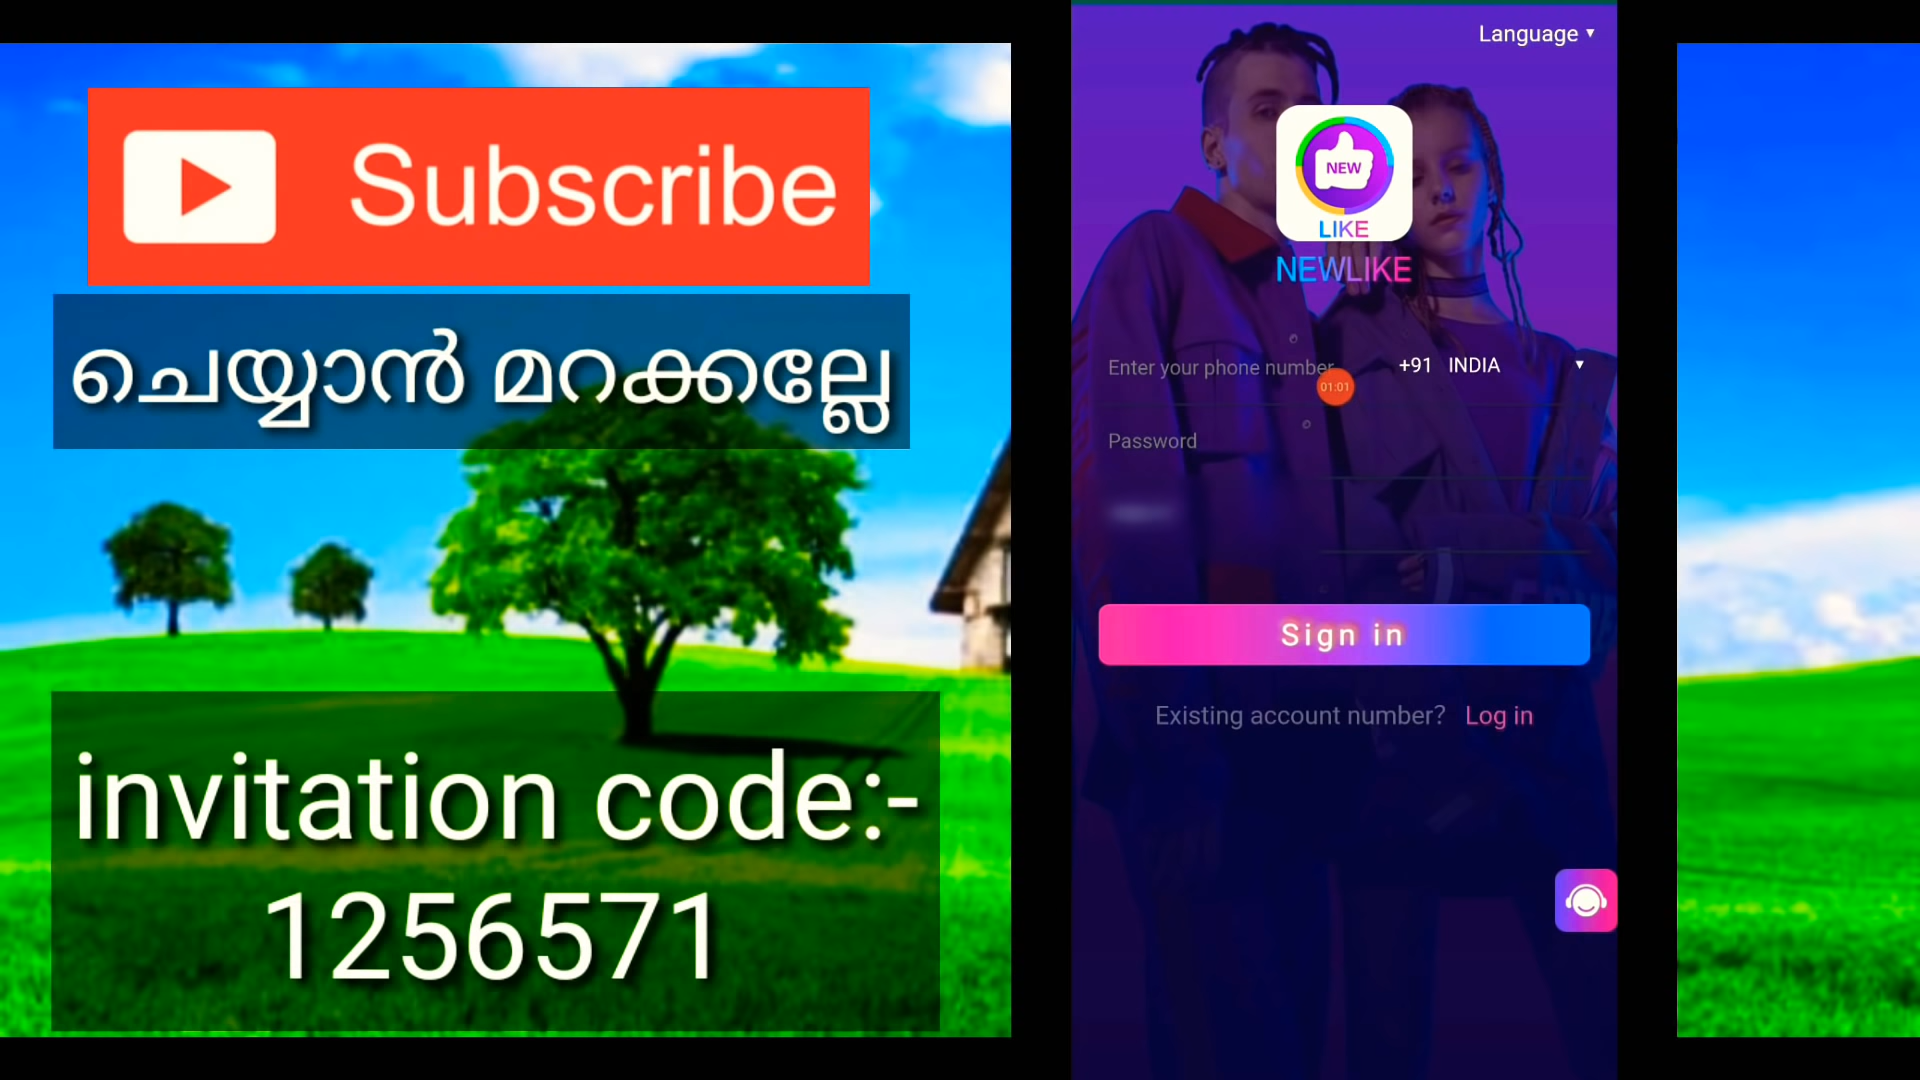 Subscribe
ചെയ്യാൻ മറക്കല്ലേ
invitation code:-
1256571
Language
NEW
LIKE
NEWLIKE
Enter your phone number
+91 INDIA
01:01
Password
Sign in
Existing account number? Log in